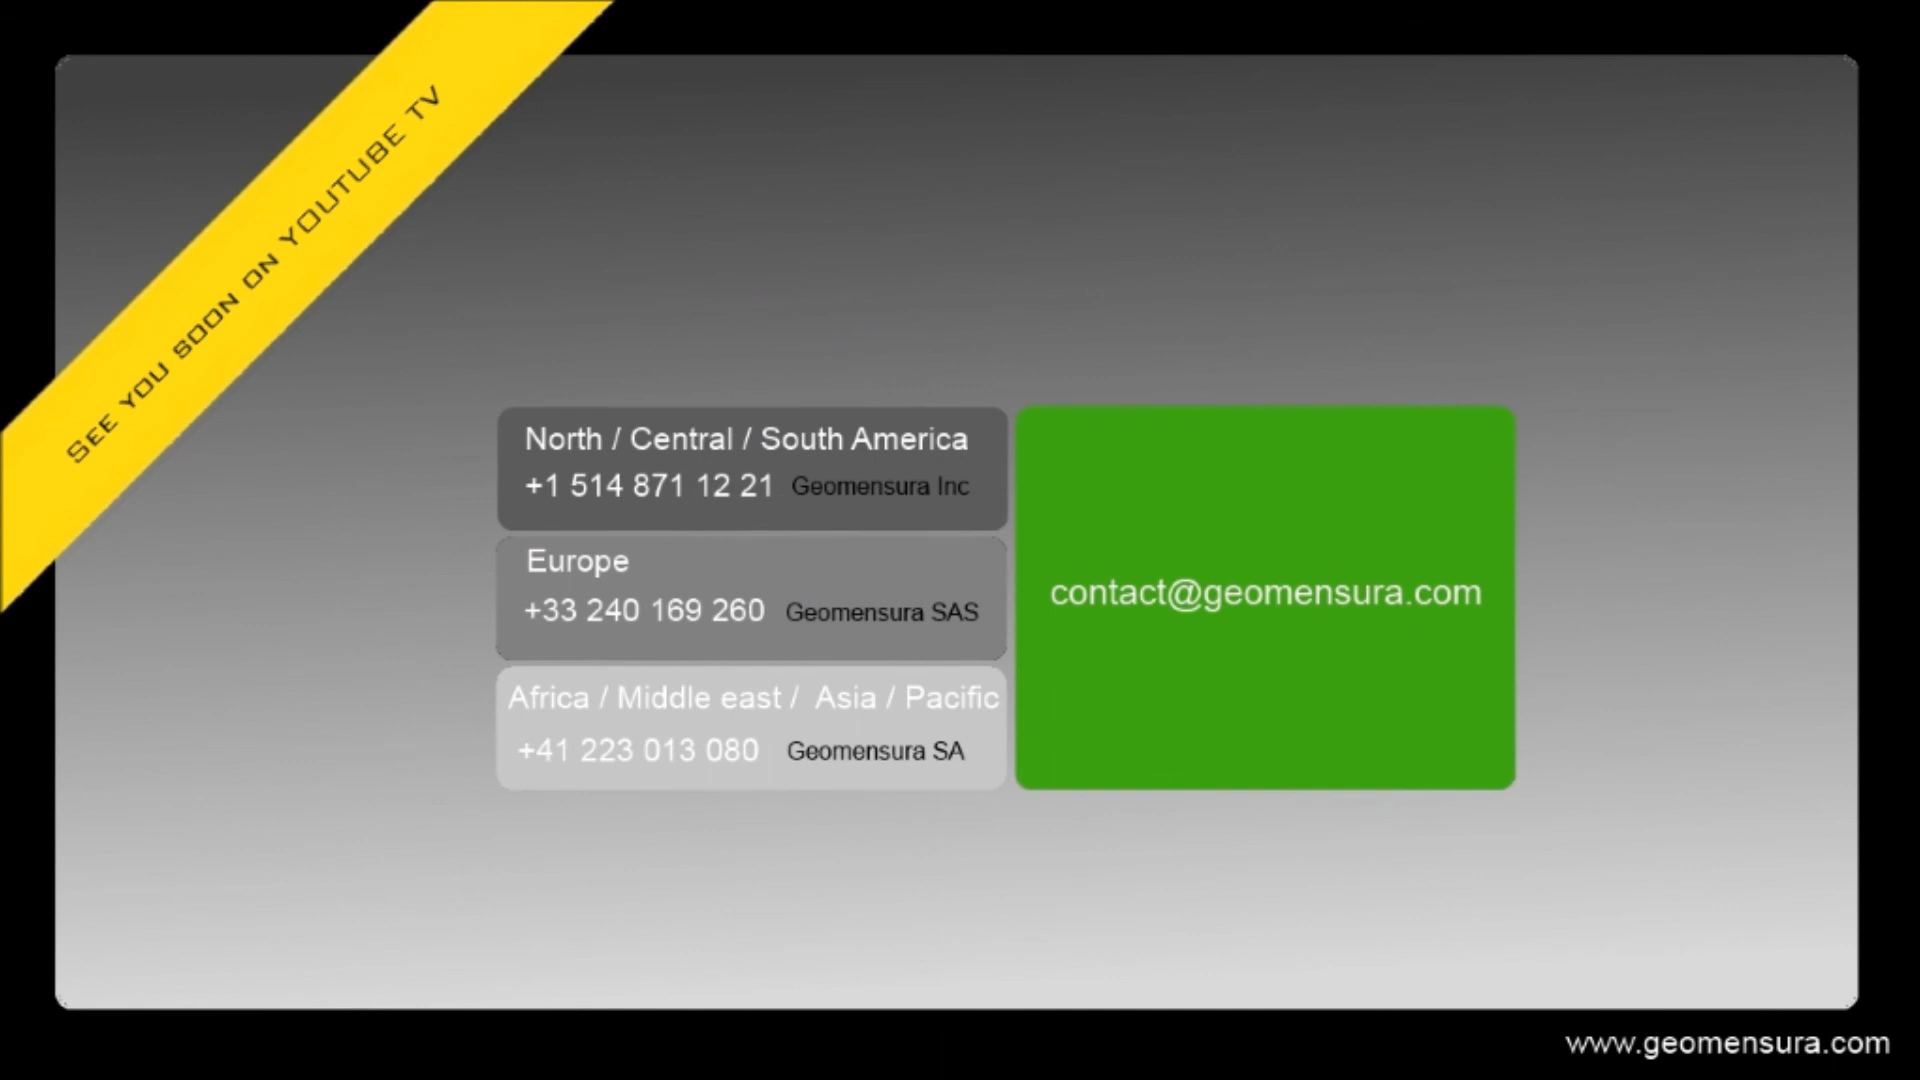 SEE YOU SOON ON YOUTUBE TV
North / Central / South America
+1 514 871 12 21 Geomensura Inc
Europe
+33 240 169 260 Geomensura SAS
Africa / Middle east / Asia / Pacific
+41 223 013 080 Geomensura SA
contact@geomensura.com
www.geomensura.com